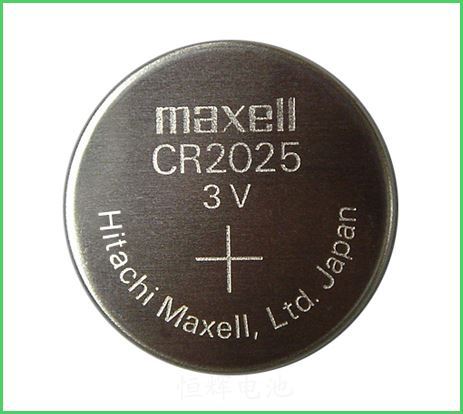 maxell
CR2025
3V
+
Hitachi Maxell, Ltd. Japan
恒辉电池